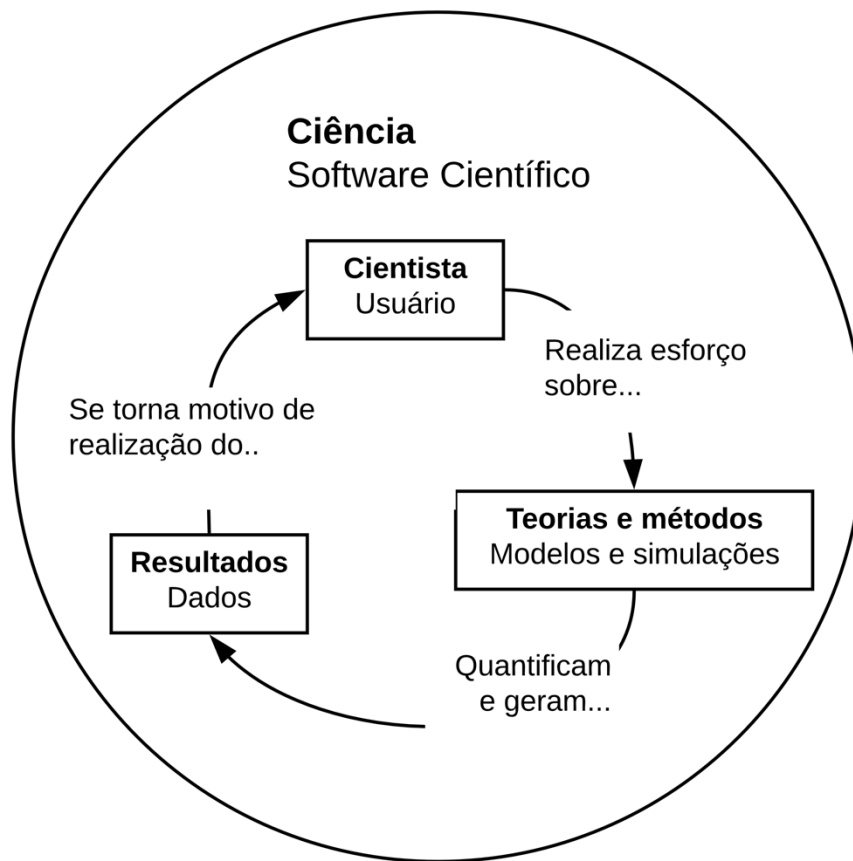 Ciência
Software Científico
Cientista
Usuário
Realiza esforço
sobre...
Teorias e métodos
Modelos e simulações
Quantificam
e geram...
Resultados
Dados
Se torna motivo de
realização do..